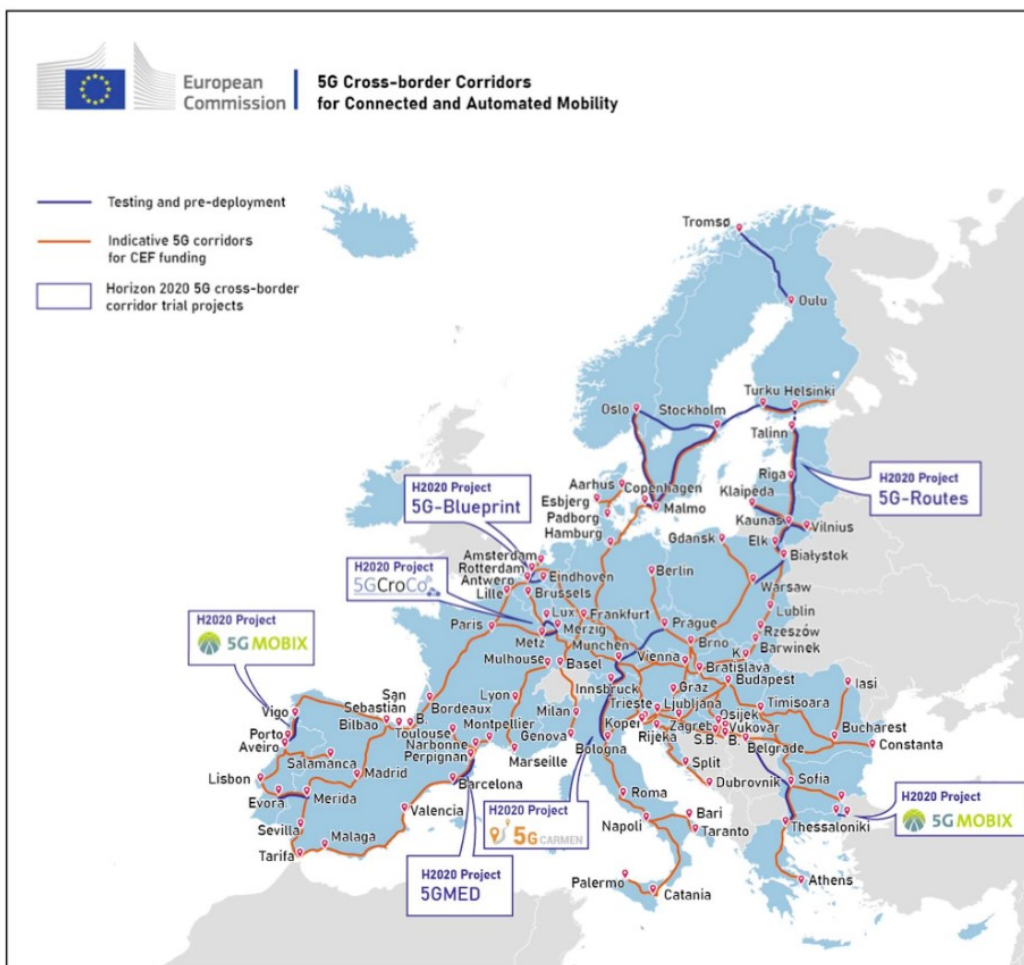 European
Commission
5G Cross-border Corridors
for Connected and Automated Mobility
Testing and pre-deployment
Indicative 5G corridors
for CEF funding
Horizon 2020 5G cross-border
corridor trial projects
Tromsø
Oulu
Turku Helsinki
Oslo
Stockholm
Talinn
H2020 Project
5G-Routes
Riga
Klaipėda
Aarhus
Copenhagen
Esbjerg
Malmo
Padborg
Kaunas
Vilnius
Hamburg
Gdansk
Elk
Białystok
H2020 Project
5G-Blueprint
Amsterdam
Rotterdam
Antwero
Eindhoven
Berlin
Warsaw
Lille
Brussels
H2020 Project
5GCroCo
Lublin
Lux
Frankfurt
Prague
Rzeszów
Paris
Merzig
Brno
Barwinek
Metz
Munchen
Vienna
K
H2020 Project
5G MOBIX
Mulhouse
Basel
Bratislava
Budapest
Innsbruck
Graz
Iasi
Lyon
Trieste
Ljubljana
Timisoara
San
Sebastian
Bordeaux
Milan
Koper
Zagreb
Osijek
Vigo
Bilbao
B.
Montpellier
Vukovar
Bucharest
Toulouse
Genova
Rijeka
S.B.
B.
Porto
Narbonne
Bologna
Belgrade
Constanta
Aveiro
Perpignan
Marseille
Salamanca
Split
Lisbon
Madrid
Barcelona
Dubrovnik
Sofia
Evora
Merida
Valencia
H2020 Project
5G CARMEN
Roma
H2020 Project
5G MOBIX
Bari
Sevilla
Malaga
Napoli
Taranto
Thessaloniki
Tarifa
H2020 Project
5GMED
Palermo
Catania
Athens